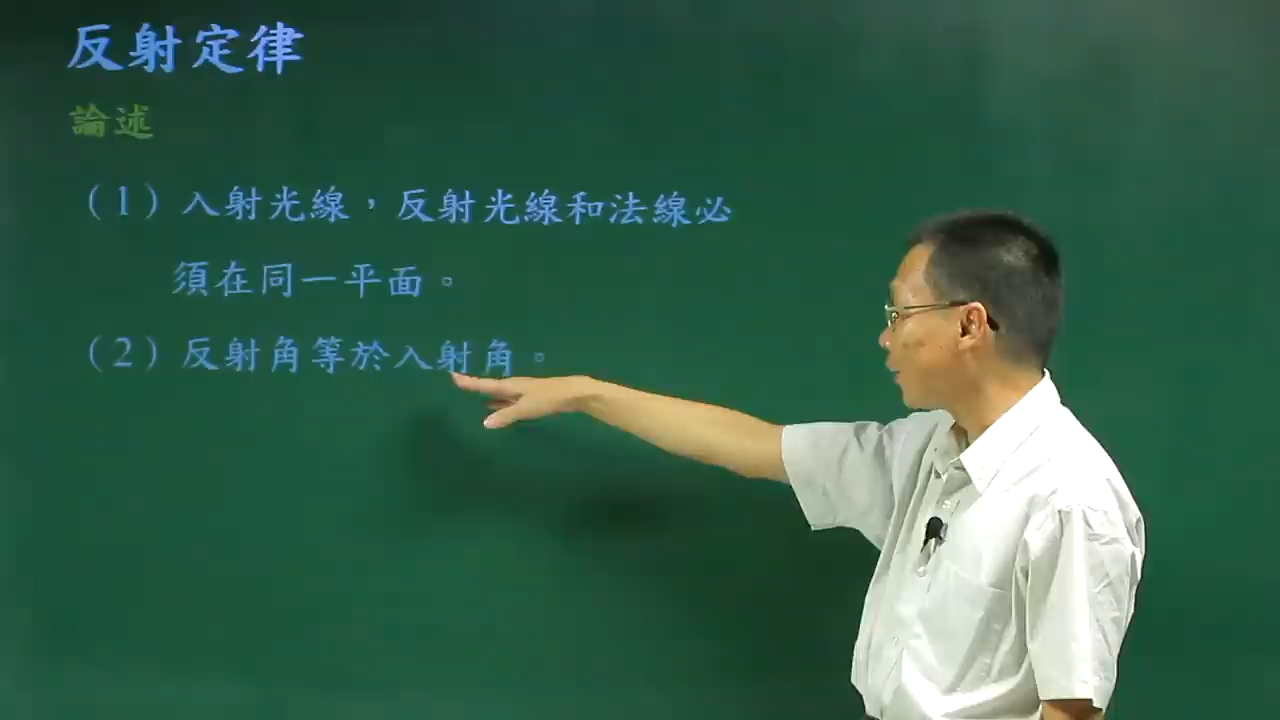 反射定律
論述
（1）入射光線，反射光線和法線必
須在同一平面。
（2）反射角等於入射角。